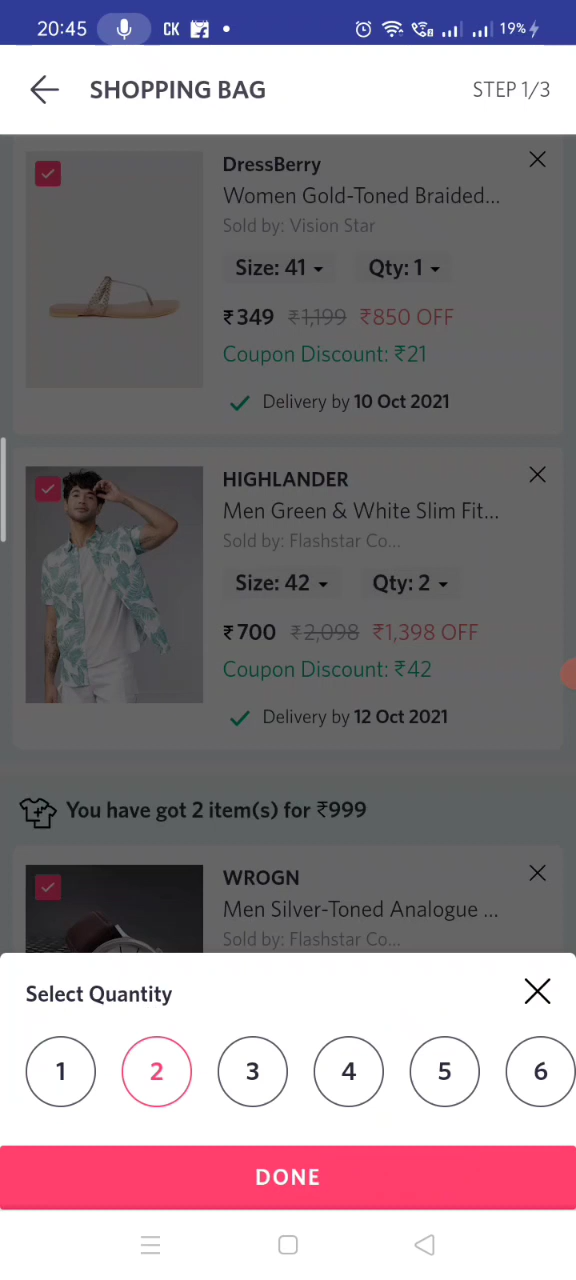 20:45 CK 19%
SHOPPING BAG STEP 1/3
DressBerry
Women Gold-Toned Braided...
Sold by: Vision Star
Size: 41 Qty: 1
₹349 ₹1,199 ₹850 OFF
Coupon Discount: ₹21
Delivery by 10 Oct 2021
HIGHLANDER
Men Green & White Slim Fit...
Sold by: Flashstar Co...
Size: 42 Qty: 2
₹700 ₹2,098 ₹1,398 OFF
Coupon Discount: ₹42
Delivery by 12 Oct 2021
You have got 2 item(s) for ₹999
WROGN
Men Silver-Toned Analogue ...
Sold by: Flashstar Co...
Select Quantity
1 2 3 4 5 6
DONE